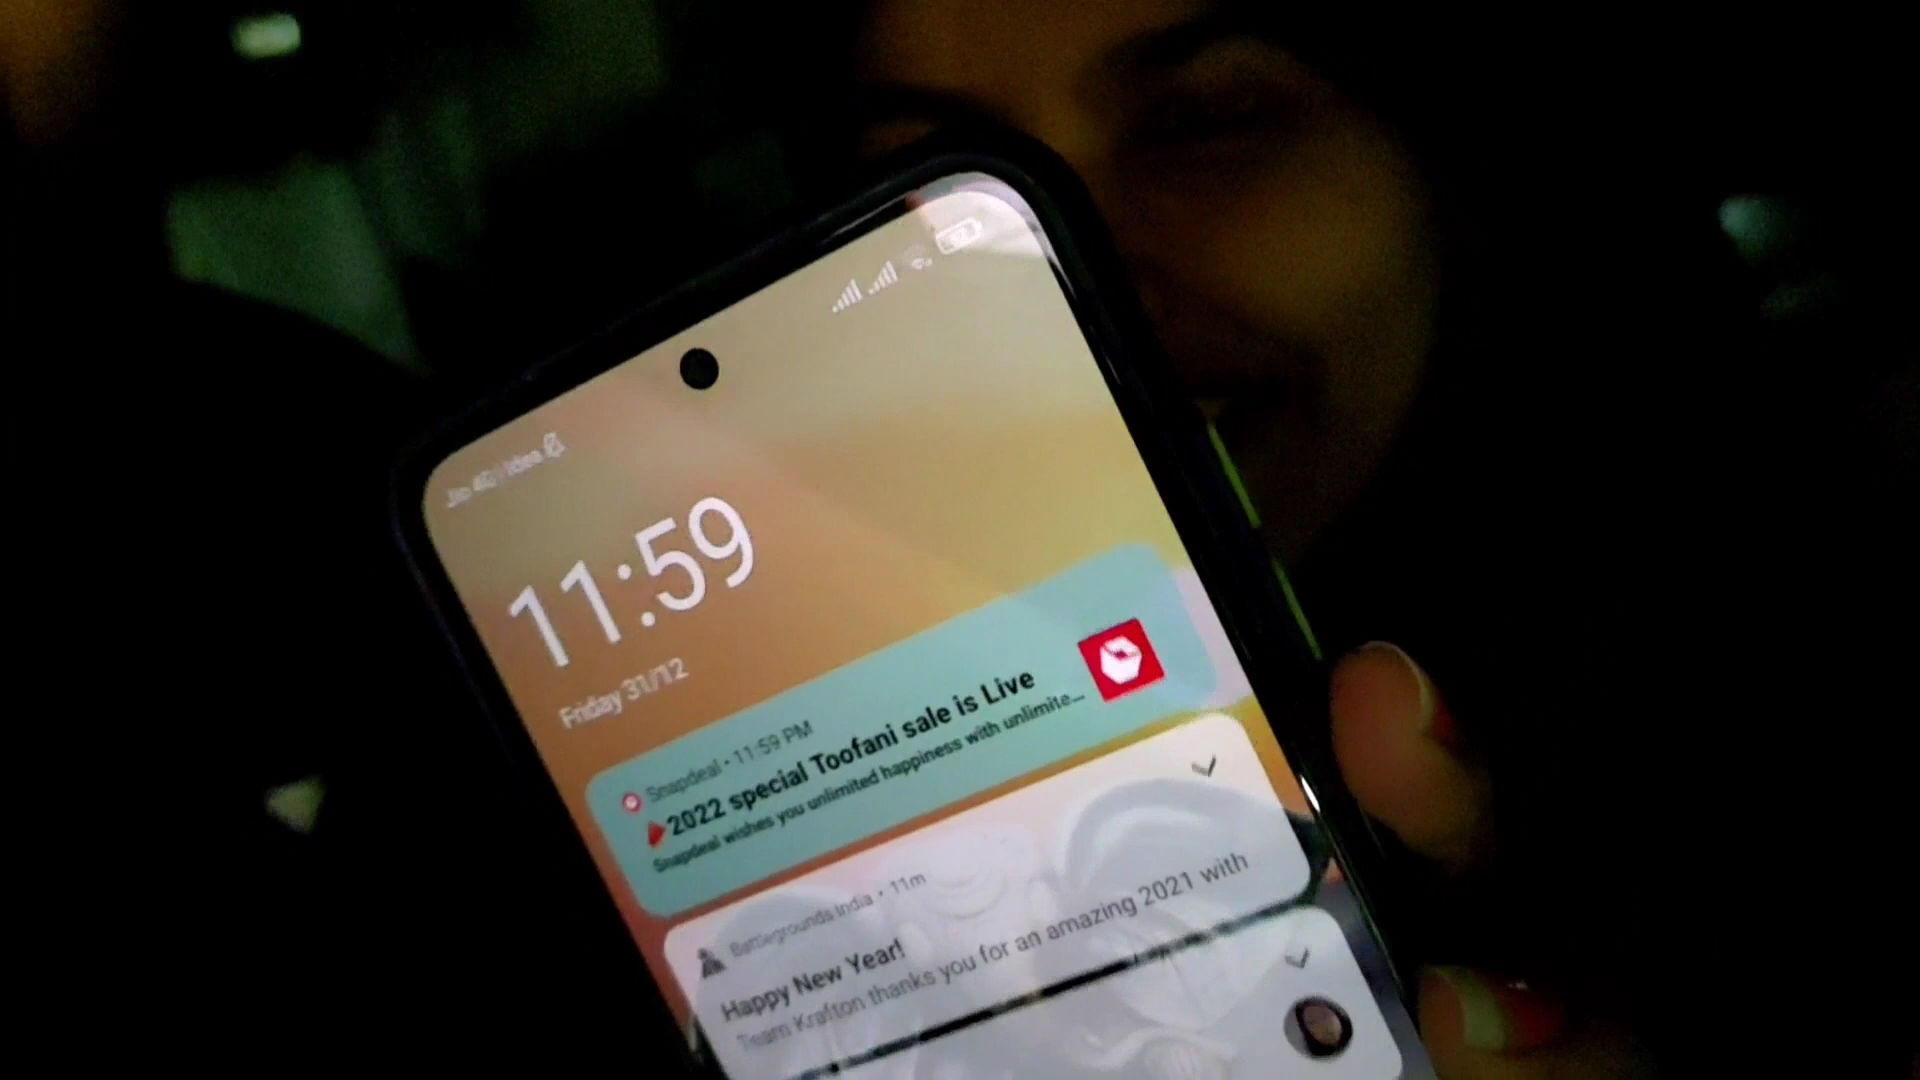 Jio 4G | Idea
11:59
Friday 31/12
Snapdeal • 11:59 PM
2022 special Toofani sale is Live
Snapdeal wishes you unlimited happiness with unlimite...
Battlegrounds India • 11m
Happy New Year!
Team Krafton thanks you for an amazing 2021 with